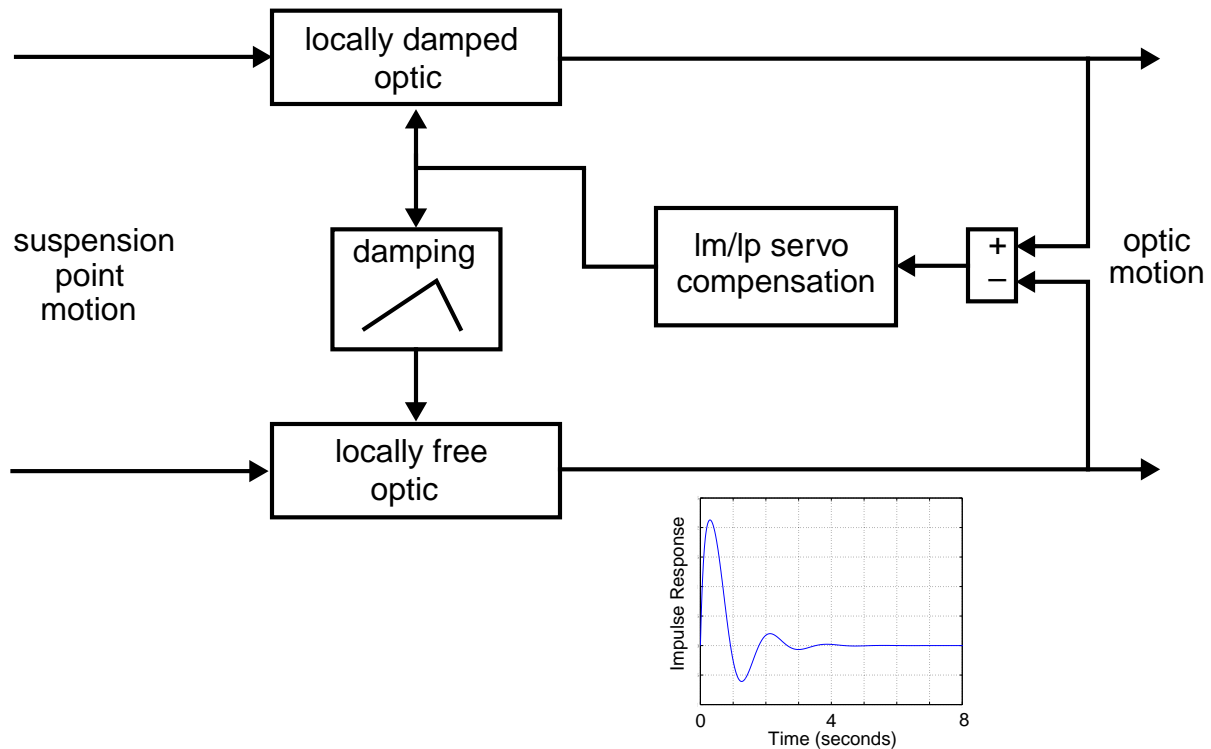 locally damped
optic
suspension
point
motion
damping
lm/lp servo
compensation
+
−
optic
motion
locally free
optic
Impulse Response
0
4
8
Time (seconds)